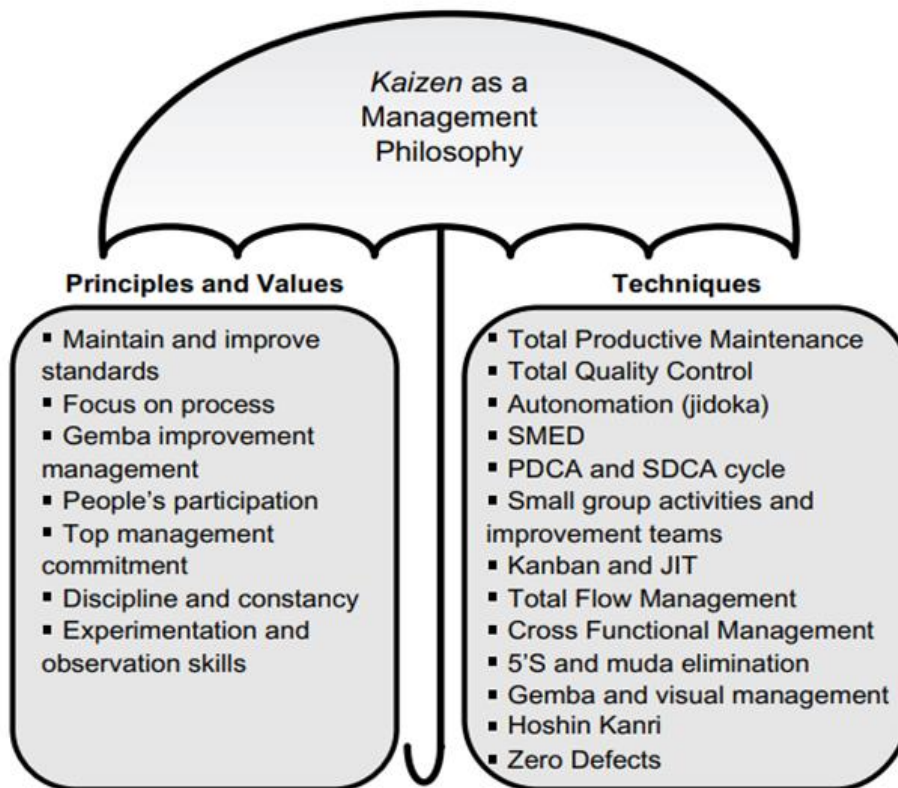 Kaizen as a
Management
Philosophy
Principles and Values
▪ Maintain and improve
standards
▪ Focus on process
▪ Gemba improvement
management
▪ People's participation
▪ Top management
commitment
▪ Discipline and constancy
▪ Experimentation and
observation skills
Techniques
▪ Total Productive Maintenance
▪ Total Quality Control
▪ Autonomation (jidoka)
▪ SMED
▪ PDCA and SDCA cycle
▪ Small group activities and
improvement teams
▪ Kanban and JIT
▪ Total Flow Management
▪ Cross Functional Management
▪ 5'S and muda elimination
▪ Gemba and visual management
▪ Hoshin Kanri
▪ Zero Defects